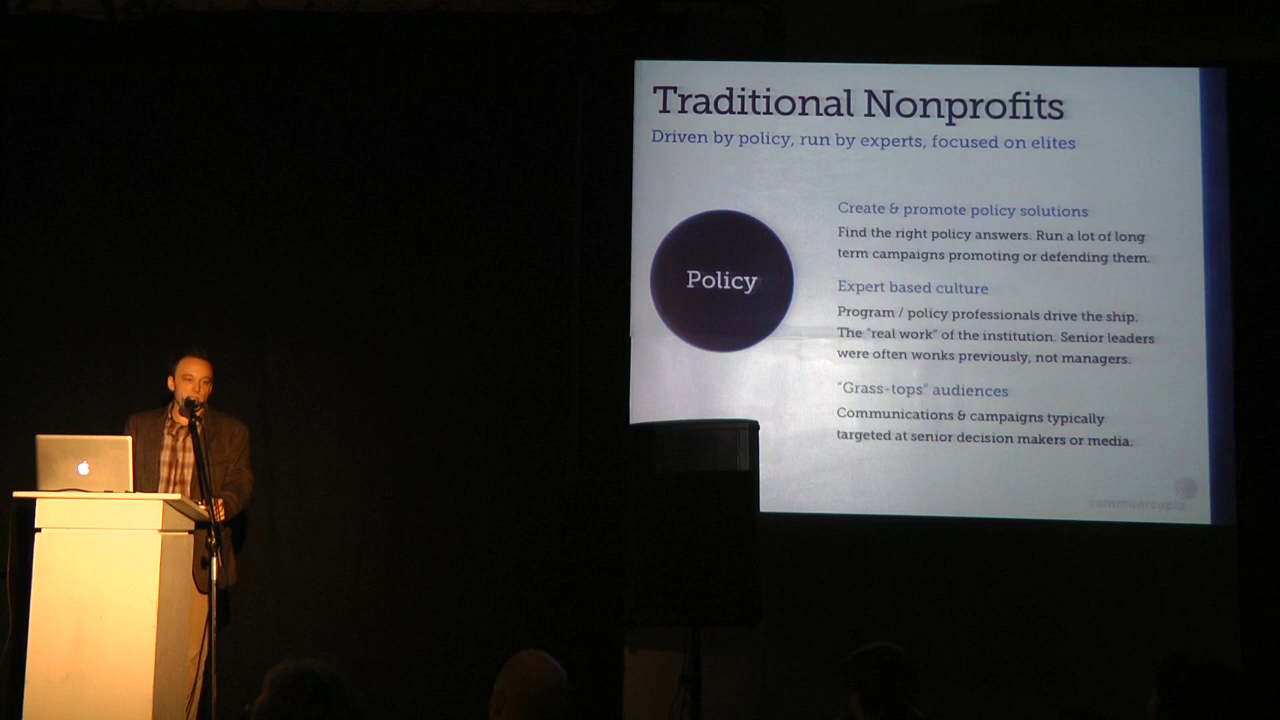 Traditional Nonprofits
Driven by policy, run by experts, focused on elites
Policy
Create & promote policy solutions
Find the right policy answers. Run a lot of long
term campaigns promoting or defending them.
Expert based culture
Program / policy professionals drive the ship.
The "real work" of the institution. Senior leaders
were often wonks previously, not managers.
"Grass-tops" audiences
Communications & campaigns typically
targeted at senior decision makers or media.
communicopia